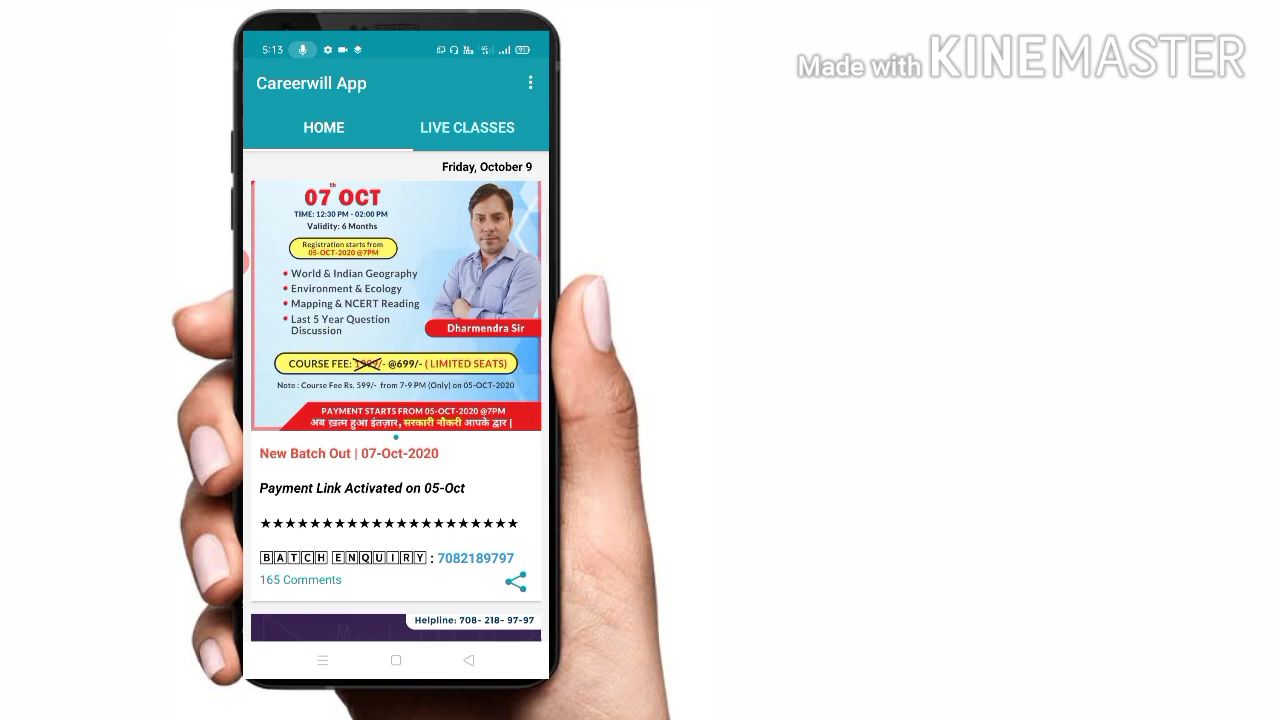 Made with KINEMASTER
5:13
91
Careerwill App
HOME LIVE CLASSES
Friday, October 9
07th OCT
TIME: 12:30 PM - 02:00 PM
Validity: 6 Months
Registration starts from
05-OCT-2020 @7PM
• World & Indian Geography
• Environment & Ecology
• Mapping & NCERT Reading
• Last 5 Year Question
Discussion
Dharmendra Sir
COURSE FEE: @699/- ( LIMITED SEATS)
Note : Course Fee Rs. 599/- from 7-9 PM (Only) on 05-OCT-2020
PAYMENT STARTS FROM 05-OCT-2020 @7PM
अब ख़त्म हुआ इंतज़ार, सरकारी नौकरी आपके द्वार |
New Batch Out | 07-Oct-2020
Payment Link Activated on 05-Oct
★★★★★★★★★★★★★★★★★★★★★
🄱🄰🅃🄲🄷 🄴🄽🅀🅄🄸🅁🅈 : 7082189797
165 Comments
Helpline: 708- 218- 97-97